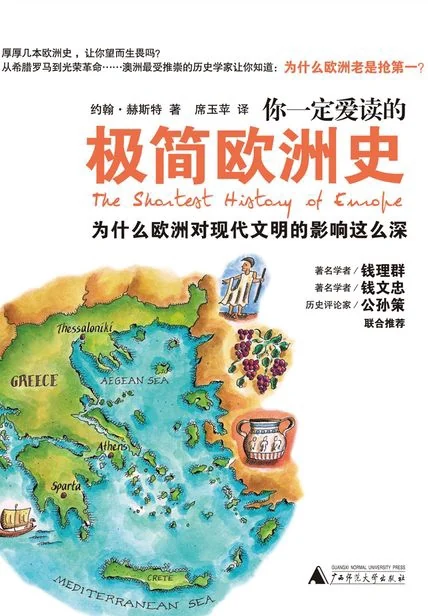 厚厚几本欧洲史，让你望而生畏吗？
从希腊罗马到光荣革命……澳洲最受推崇的历史学家让你知道：为什么欧洲老是抢第一？
约翰·赫斯特 著 席玉苹 译 你一定爱读的
极简欧洲史
The Shortest History of Europe
为什么欧洲对现代文明的影响这么深
著名学者/钱理群
著名学者/钱文忠
历史评论家/公孙策
联合推荐
Thessaloniki
GREECE
AEGEAN SEA
Athens
Sparta
CRETE
MEDITERRANEAN SEA
GUANGXI NORMAL UNIVERSITY PRESS
广西师范大学出版社